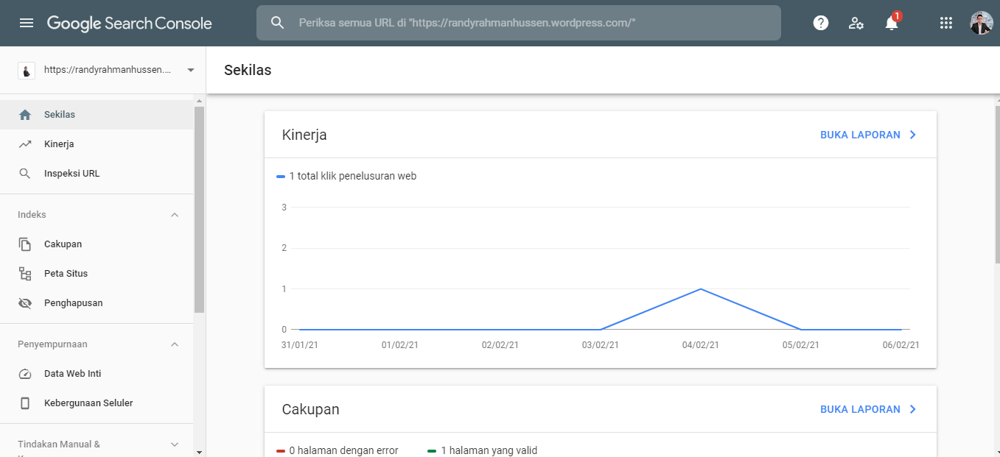 Google Search Console
Periksa semua URL di "https://randyrahmanhussen.wordpress.com/"
1
https://randyrahmanhussen....
Sekilas
Sekilas
Kinerja
Inspeksi URL
Indeks
Cakupan
Peta Situs
Penghapusan
Penyempurnaan
Data Web Inti
Kebergunaan Seluler
Tindakan Manual &
Kinerja
BUKA LAPORAN
1 total klik penelusuran web
3
2
1
0
31/01/21 01/02/21 02/02/21 03/02/21 04/02/21 05/02/21 06/02/21
Cakupan
BUKA LAPORAN
0 halaman dengan error 1 halaman yang valid